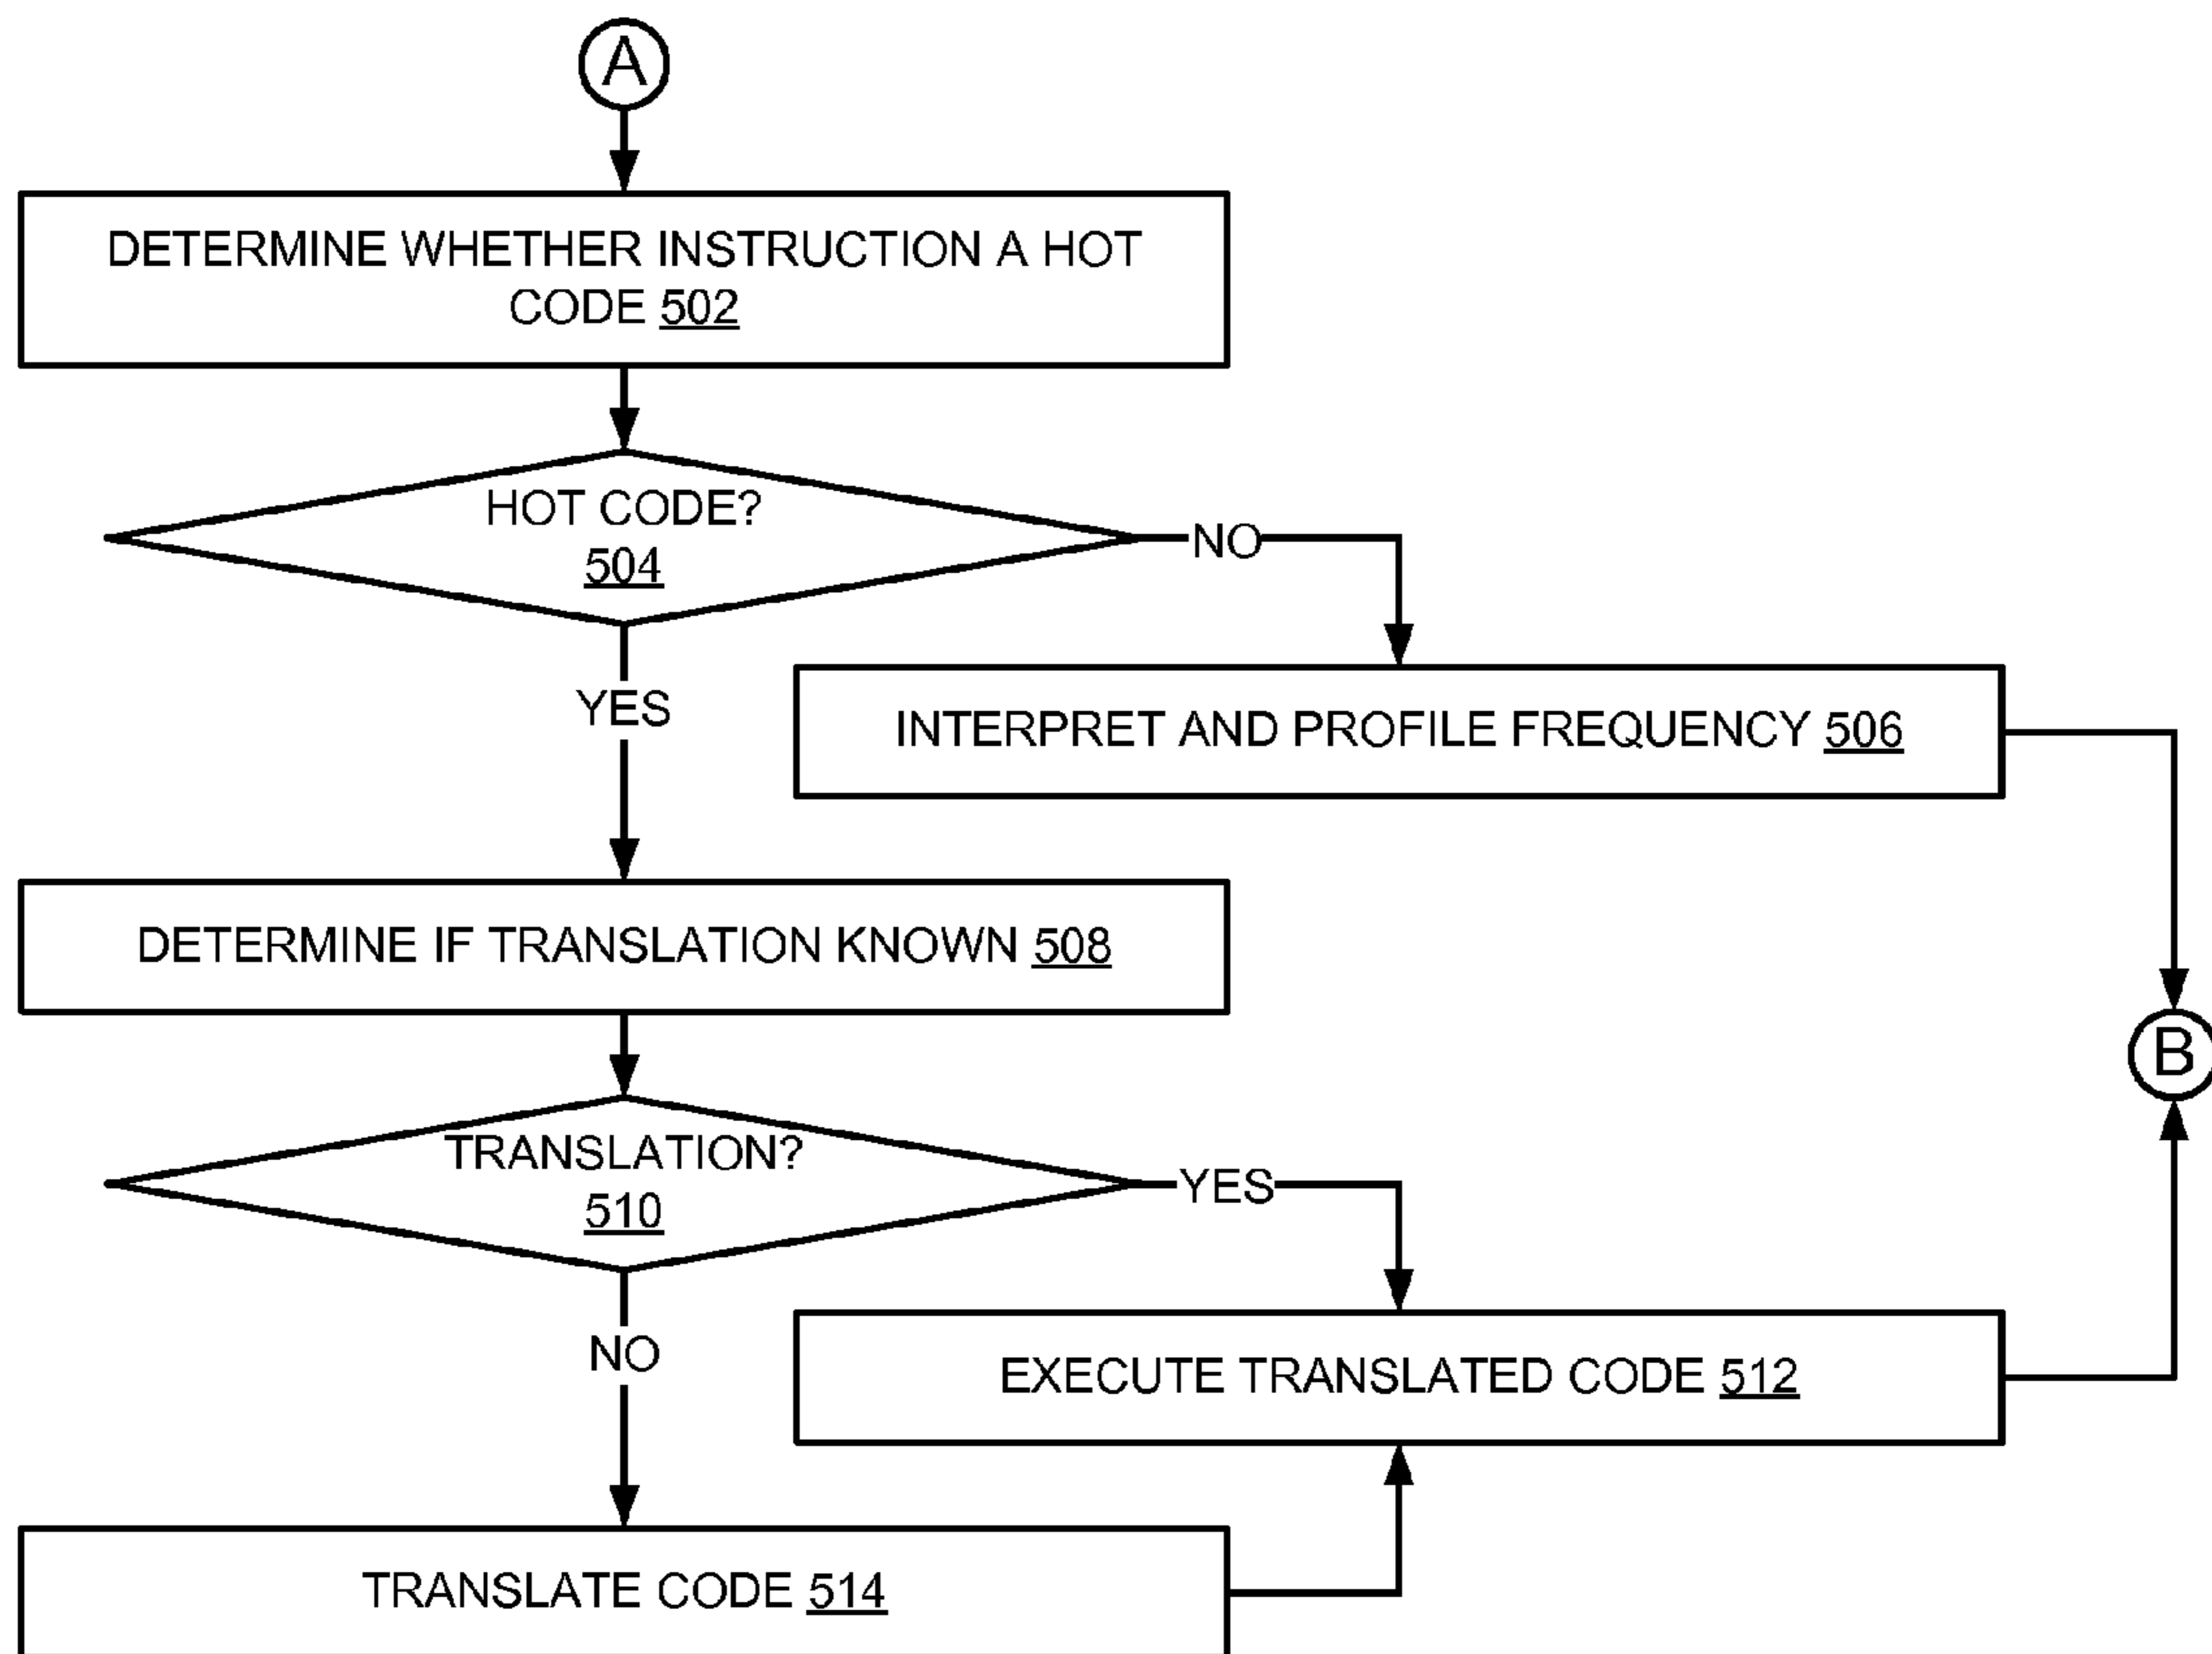 A
DETERMINE WHETHER INSTRUCTION A HOT
CODE 502
HOT CODE?
504
NO
YES
INTERPRET AND PROFILE FREQUENCY 506
DETERMINE IF TRANSLATION KNOWN 508
B
TRANSLATION?
510
YES
NO
EXECUTE TRANSLATED CODE 512
TRANSLATE CODE 514